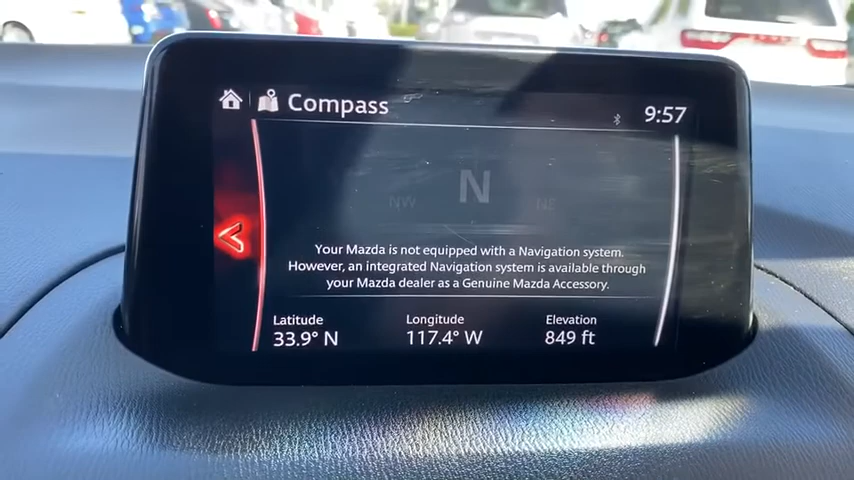 Compass
9:57
N
NW
NE
Your Mazda is not equipped with a Navigation system.
However, an integrated Navigation system is available through
your Mazda dealer as a Genuine Mazda Accessory.
Latitude Longitude Elevation
33.9° N 117.4° W 849 ft